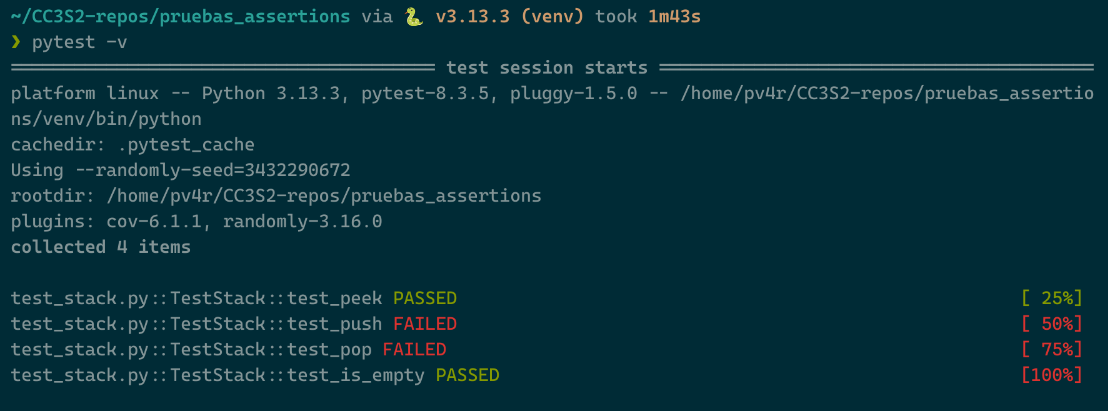 ~/CC3S2-repos/pruebas_assertions via 🐍 v3.13.3 (venv) took 1m43s
❯ pytest -v
======================================== test session starts =========================================
platform linux -- Python 3.13.3, pytest-8.3.5, pluggy-1.5.0 -- /home/pv4r/CC3S2-repos/pruebas_assertio
ns/venv/bin/python
cachedir: .pytest_cache
Using --randomly-seed=3432290672
rootdir: /home/pv4r/CC3S2-repos/pruebas_assertions
plugins: cov-6.1.1, randomly-3.16.0
collected 4 items
test_stack.py::TestStack::test_peek PASSED [ 25%]
test_stack.py::TestStack::test_push FAILED [ 50%]
test_stack.py::TestStack::test_pop FAILED [ 75%]
test_stack.py::TestStack::test_is_empty PASSED [100%]